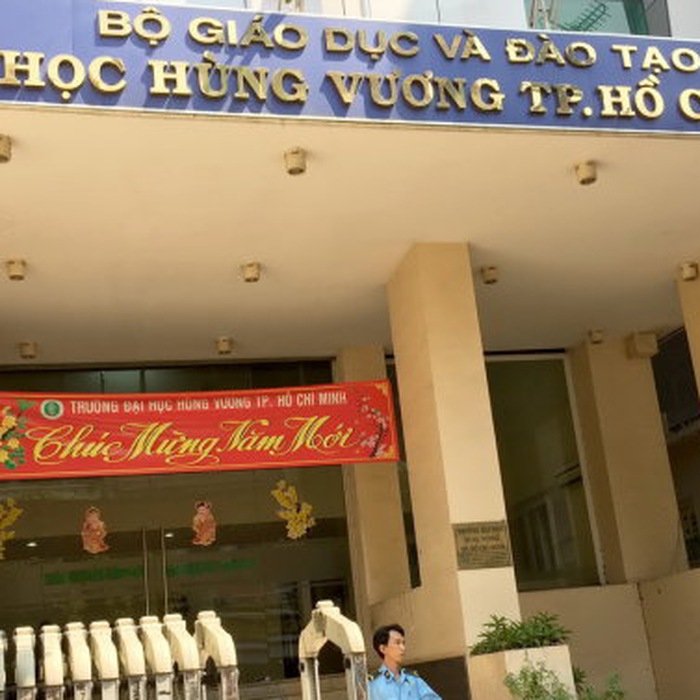 BỘ GIÁO DỤC VÀ ĐÀO TẠO
HỌC HÙNG VƯƠNG TP. HỒ C
TRƯỜNG ĐẠI HỌC HÙNG VƯƠNG TP. HỒ CHÍ MINH
Chúc Mừng Năm Mới